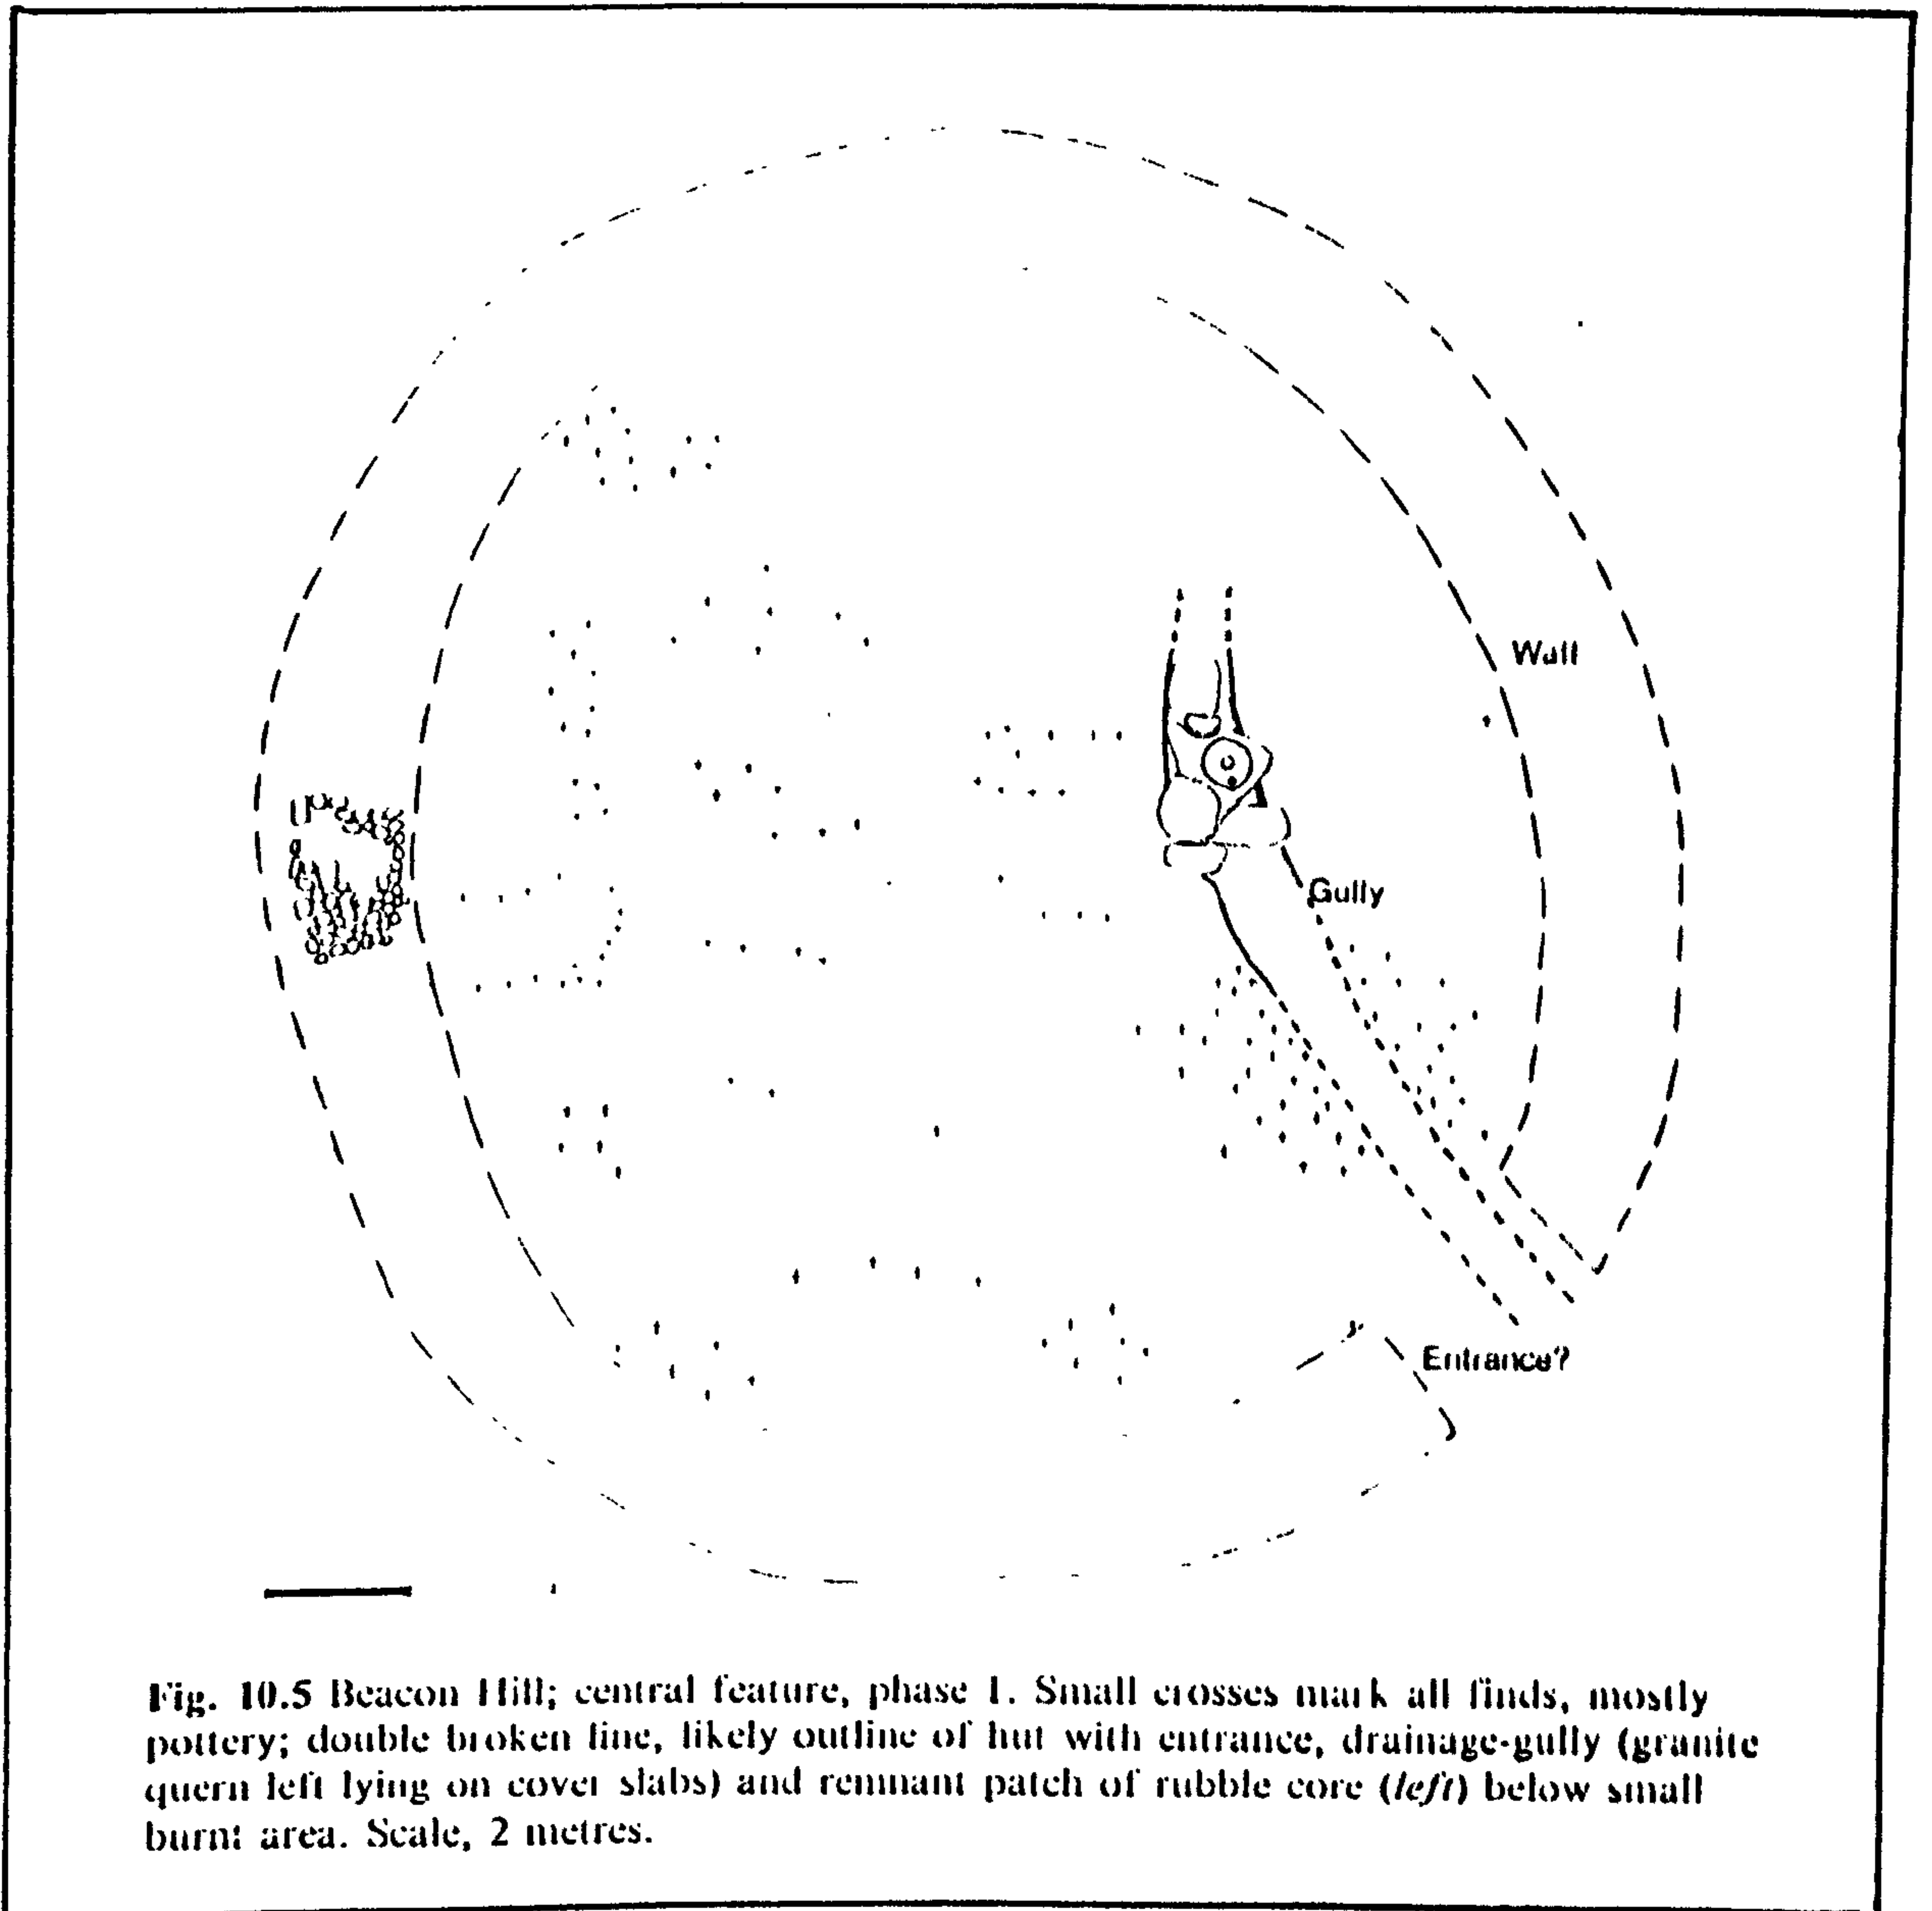 Wall
Gully
Entrance?
Fig. 10.5 Beacon Hill; central feature, phase 1. Small crosses mark all finds, mostly
pottery; double broken line, likely outline of hut with entrance, drainage-gully (granite
quern left lying on cover slabs) and remnant patch of rubble core (left) below small
burnt area. Scale, 2 metres.